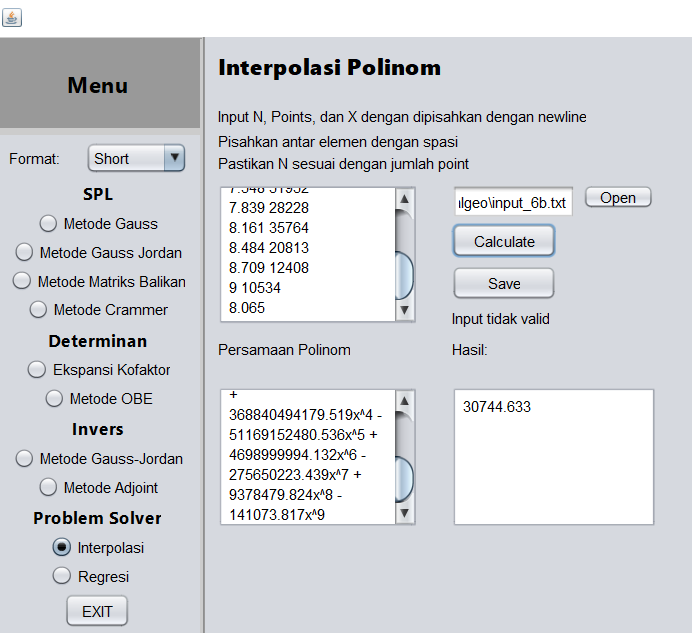 Menu
Format:
Short
SPL
Metode Gauss
Metode Gauss Jordan
Metode Matriks Balikan
Metode Crammer
Determinan
Ekspansi Kofaktor
Metode OBE
Invers
Metode Gauss-Jordan
Metode Adjoint
Problem Solver
Interpolasi
Regresi
EXIT
Interpolasi Polinom
Input N, Points, dan X dengan dipisahkan dengan newline
Pisahkan antar elemen dengan spasi
Pastikan N sesuai dengan jumlah point
7.548 51952
7.839 28228
8.161 35764
8.484 20813
8.709 12408
9 10534
8.065
lgeo\input_6b.txt
Open
Calculate
Save
Input tidak valid
Persamaan Polinom
Hasil:
+
368840494179.519x^4 -
51169152480.536x^5 +
4698999994.132x^6 -
275650223.439x^7 +
9378479.824x^8 -
141073.817x^9
30744.633